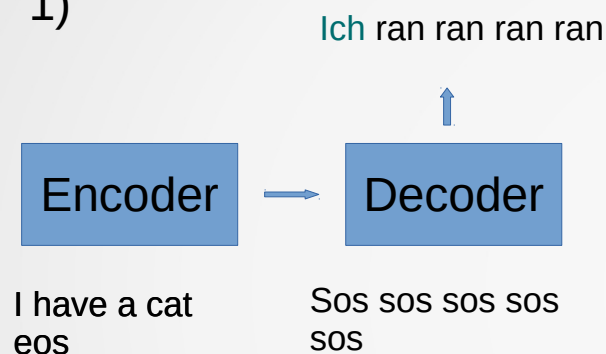 1)
Ich ran ran ran ran
Encoder
Decoder
I have a cat
eos
Sos sos sos sos
sos